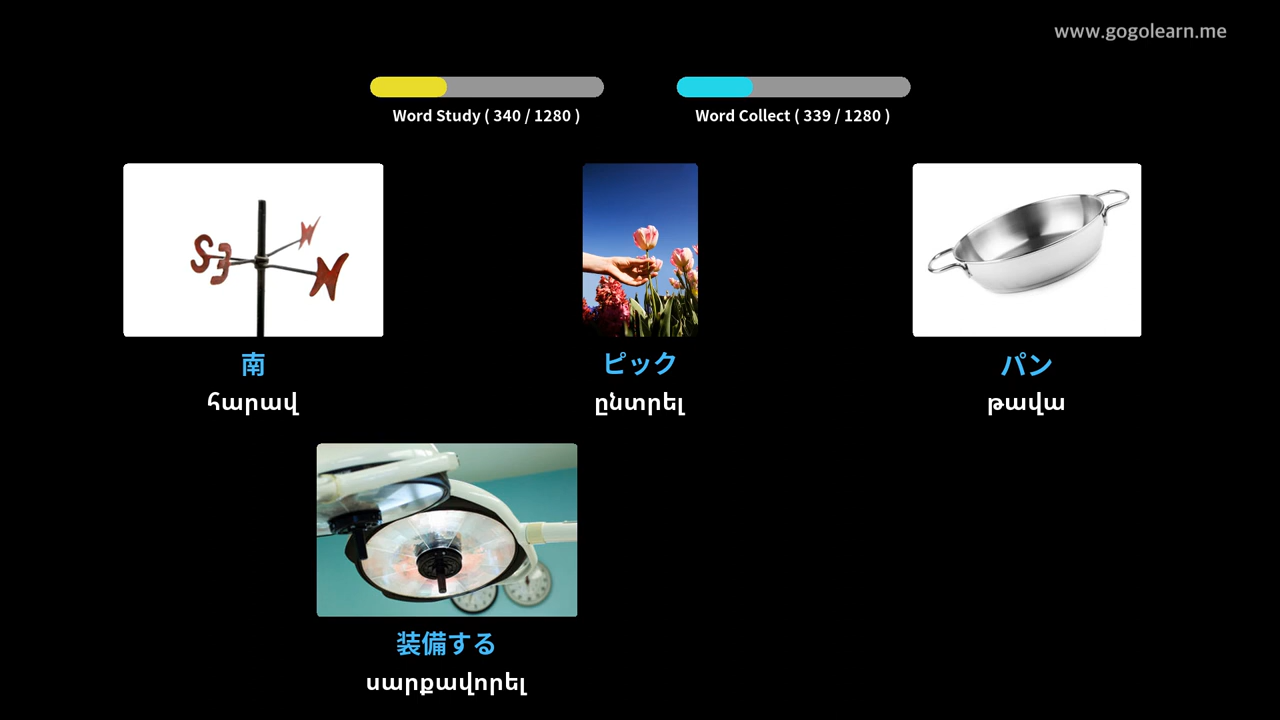 www.gogolearn.me
Word Study ( 340 / 1280 )
Word Collect ( 339 / 1280 )
S E N W
南
ピック
パン
հարավ
ընտրել
թավա
装備する
սարքավորել